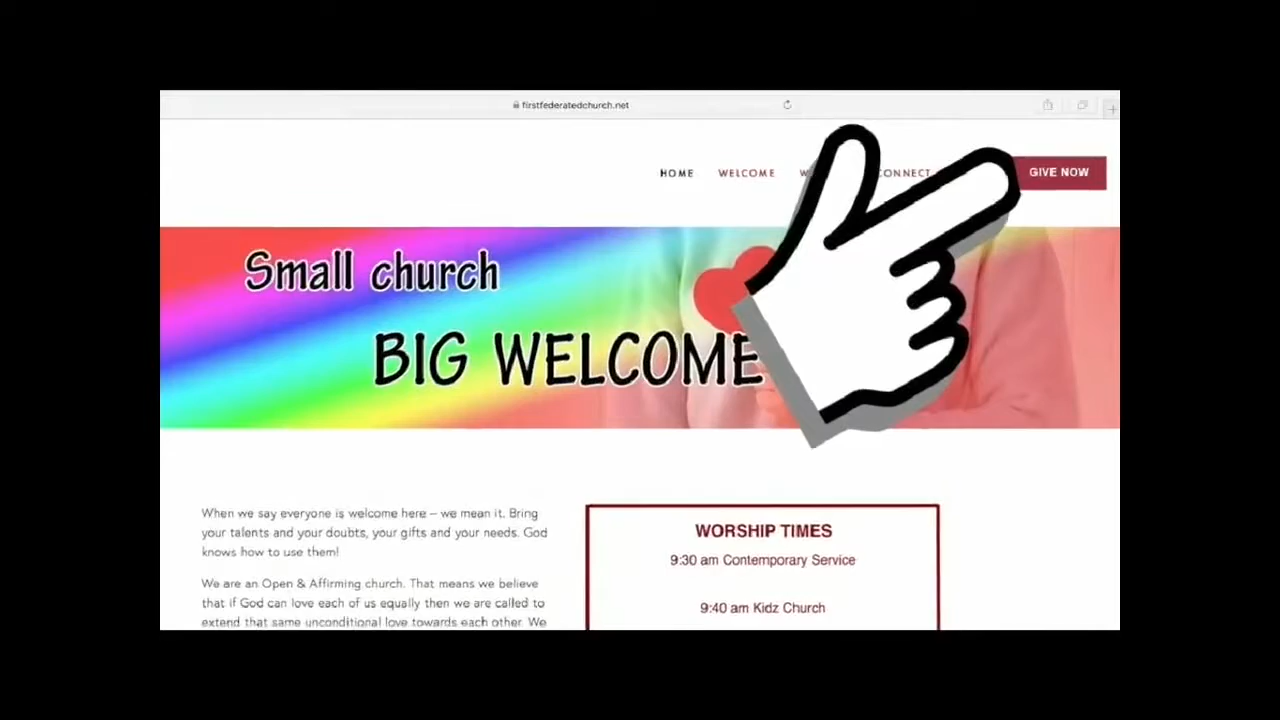 firstfederatedchurch.net
HOME WELCOME CONNECT GIVE NOW
Small church
BIG WELCOME
When we say everyone is welcome here – we mean it. Bring
your talents and your doubts, your gifts and your needs. God
knows how to use them!
We are an Open & Affirming church. That means we believe
that if God can love each of us equally then we are called to
extend that same unconditional love towards each other. We
WORSHIP TIMES
9:30 am Contemporary Service
9:40 am Kidz Church